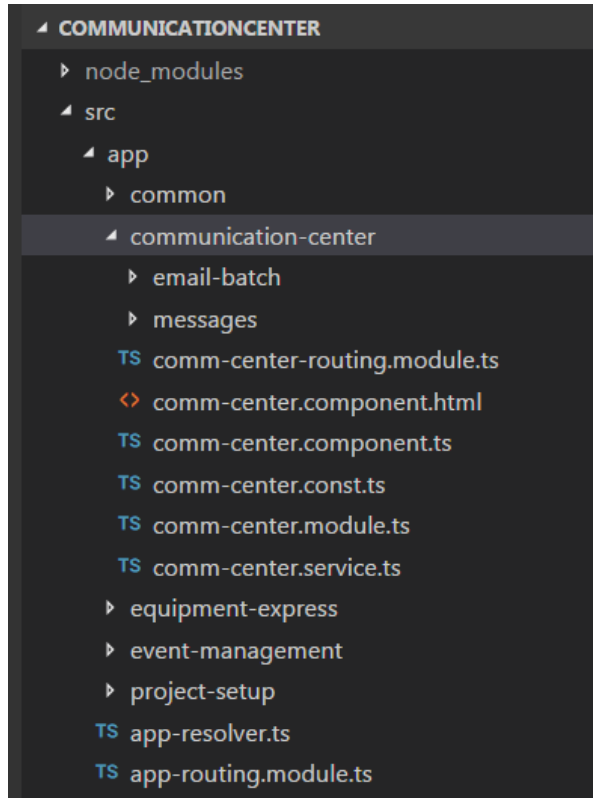 COMMUNICATIONCENTER
node_modules
src
app
common
communication-center
email-batch
messages
TS comm-center-routing.module.ts
<> comm-center.component.html
TS comm-center.component.ts
TS comm-center.const.ts
TS comm-center.module.ts
TS comm-center.service.ts
equipment-express
event-management
project-setup
TS app-resolver.ts
TS app-routing.module.ts